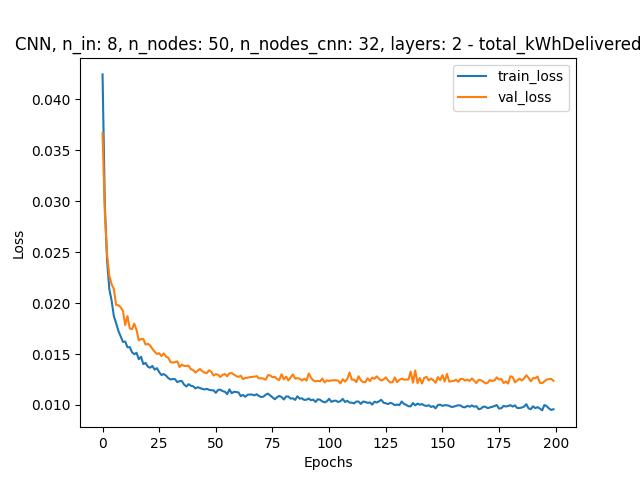 CNN, n_in: 8, n_nodes: 50, n_nodes_cnn: 32, layers: 2 - total_kWhDelivered
train_loss
val_loss
0.040
0.035
0.030
0.025
0.020
0.015
0.010
Loss
0 25 50 75 100 125 150 175 200
Epochs